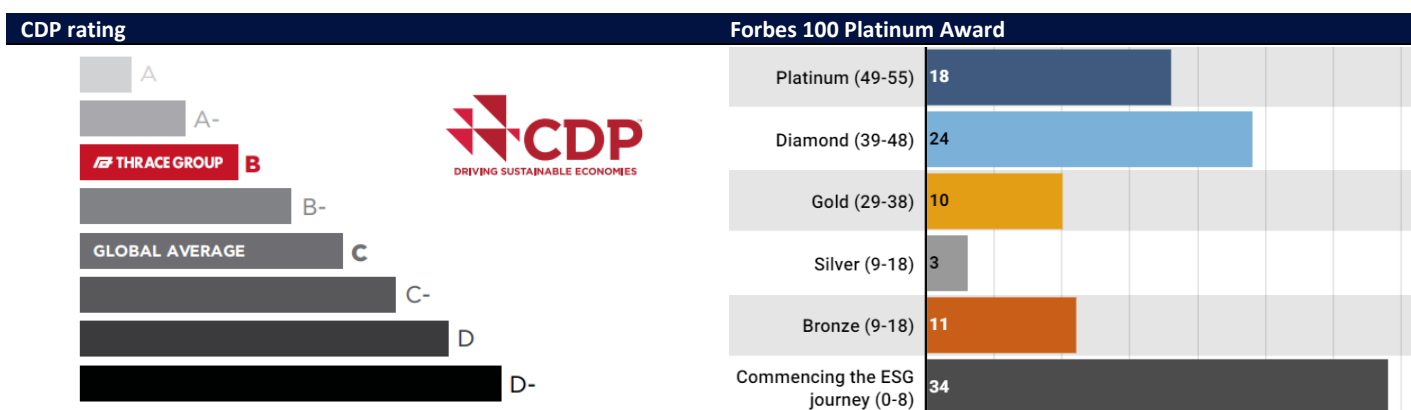 CDP rating
A
A-
THRACE GROUP B
B-
GLOBAL AVERAGE C
C-
D
D-
CDP
DRIVING SUSTAINABLE ECONOMIES
Forbes 100 Platinum Award
Platinum (49-55) 18
Diamond (39-48) 24
Gold (29-38) 10
Silver (9-18) 3
Bronze (9-18) 11
Commencing the ESG
journey (0-8) 34